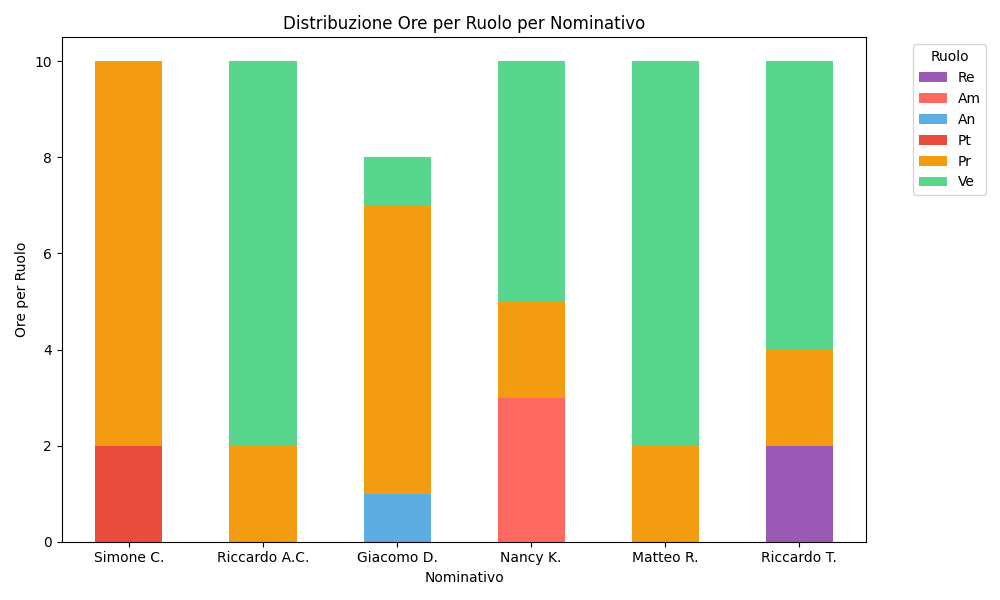 Distribuzione Ore per Ruolo per Nominativo
Ore per Ruolo
10
8
6
4
2
0
Simone C.
Riccardo A.C.
Giacomo D.
Nancy K.
Matteo R.
Riccardo T.
Nominativo
Ruolo
Re
Am
An
Pt
Pr
Ve